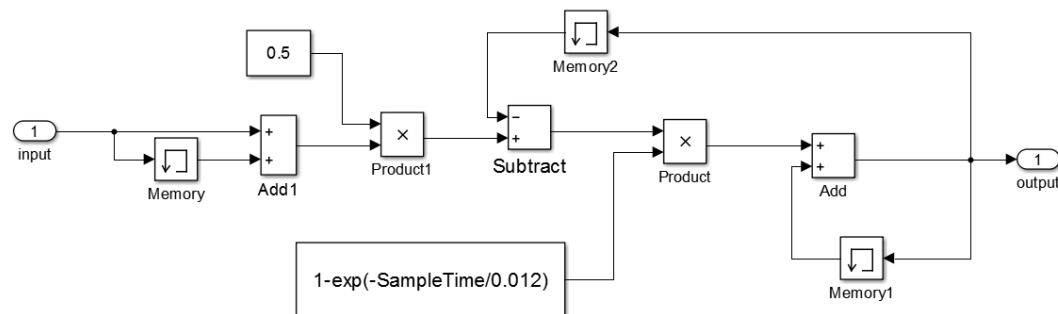 0.5
Memory2
1
input
+
+
Memory
Add1
×
Product1
−
+
Subtract
×
Product
+
+
Add
1
output
1-exp(-SampleTime/0.012)
Memory1